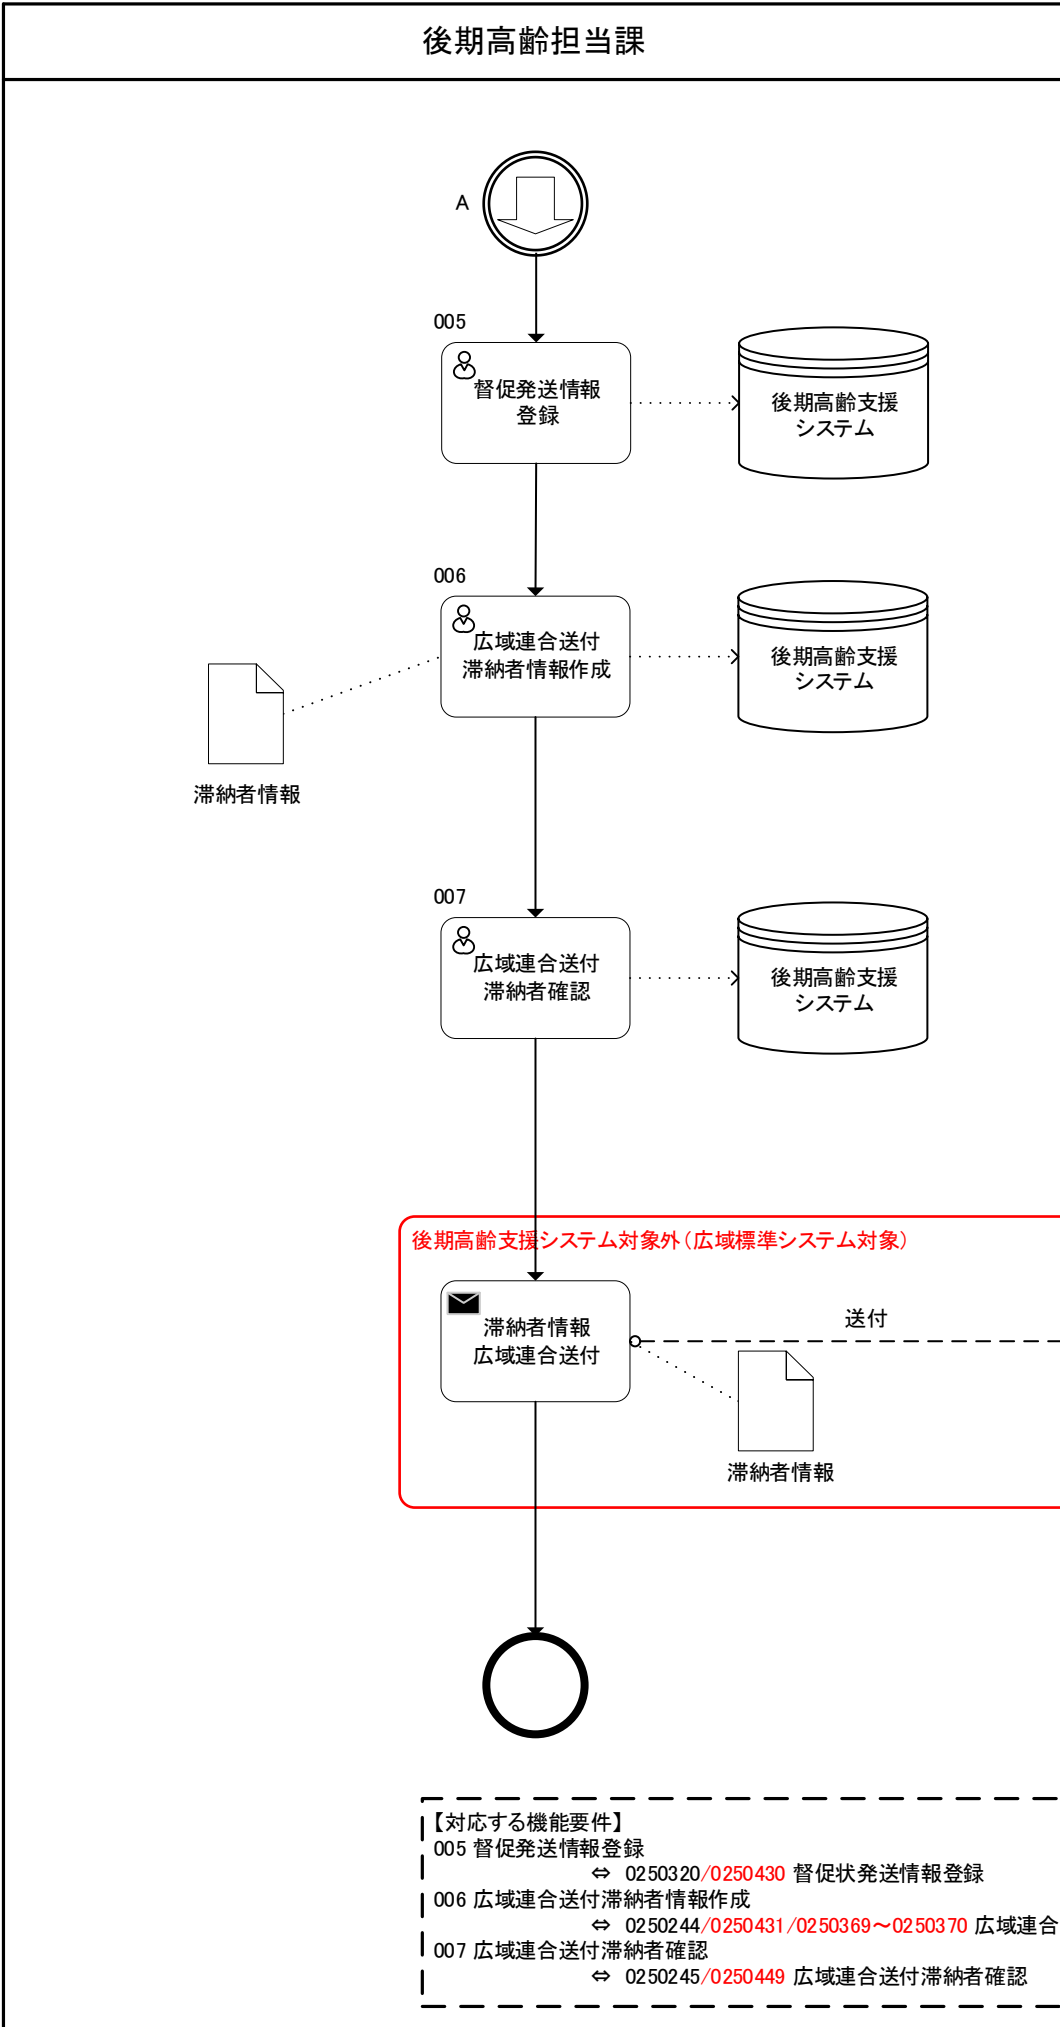 後期高齢担当課
A
005
督促発送情報
登録
後期高齢支援
システム
006
広域連合送付
滞納者情報作成
後期高齢支援
システム
滞納者情報
007
広域連合送付
滞納者確認
後期高齢支援
システム
後期高齢支援システム対象外（広域標準システム対象）
滞納者情報
広域連合送付
送付
滞納者情報
【対応する機能要件】
005 督促発送情報登録
⇔ 0250320/0250430 督促状発送情報登録
006 広域連合送付滞納者情報作成
⇔ 0250244/0250431/0250369～0250370 広域連合
007 広域連合送付滞納者確認
⇔ 0250245/0250449 広域連合送付滞納者確認